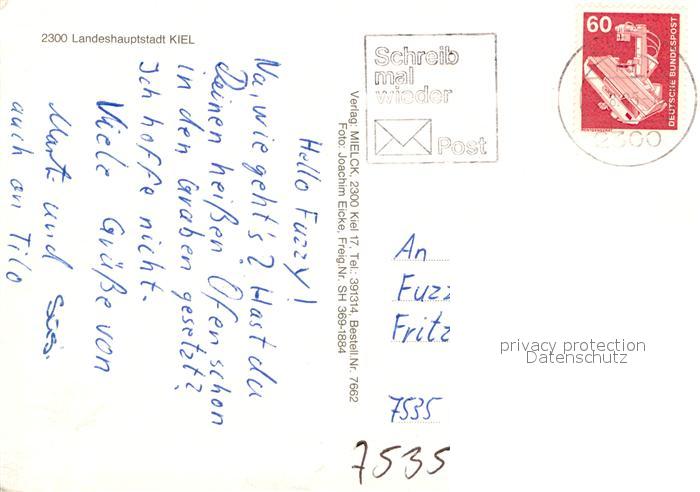 2300 Landeshauptstadt KIEL
Hallo Fuzzy!
Na, wie geht's? Hast du
Deinen heißen Ofen schon
in den Graben gesetzt?
Ich hoffe nicht.
Viele Grüße von
Marti und
auch an Tilo
Verlag: MIELCK, 2300 Kiel 17, Tel.: 391314, Bestell.Nr. 7662
Foto: Joachim Eicke, Freig.Nr. SH 369-1884
Schreib
mal
wieder
Post
60
DEUTSCHE BUNDESPOST
2300
An
Fuzz
Fritz
7535
7535
privacy protection
Datenschutz